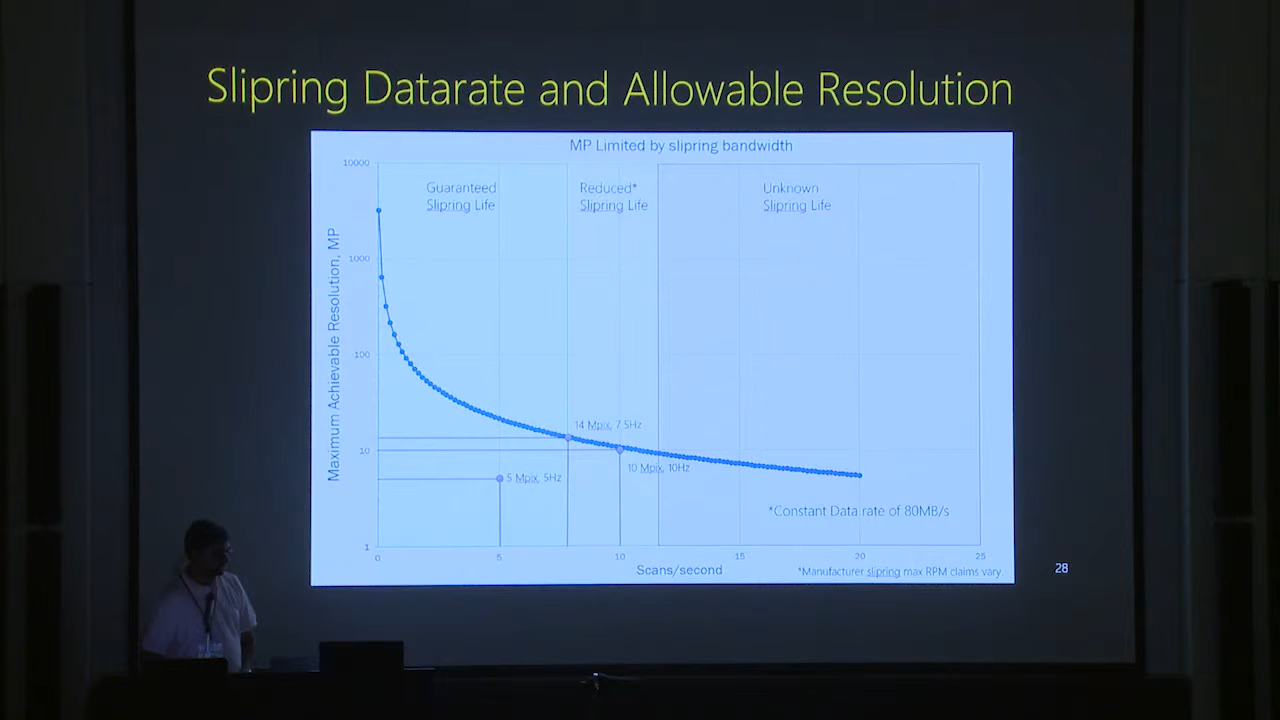 Slipring Datarate and Allowable Resolution
MP Limited by slipring bandwidth
Maximum Achievable Resolution, MP
10000
1000
100
10
1
Guaranteed
Slipring Life
Reduced*
Slipring Life
Unknown
Slipring Life
14 Mpix, 7.5Hz
10 Mpix, 10Hz
5 Mpix, 5Hz
*Constant Data rate of 80MB/s
0
5
10
15
20
25
Scans/second
*Manufacturer slipring max RPM claims vary
28